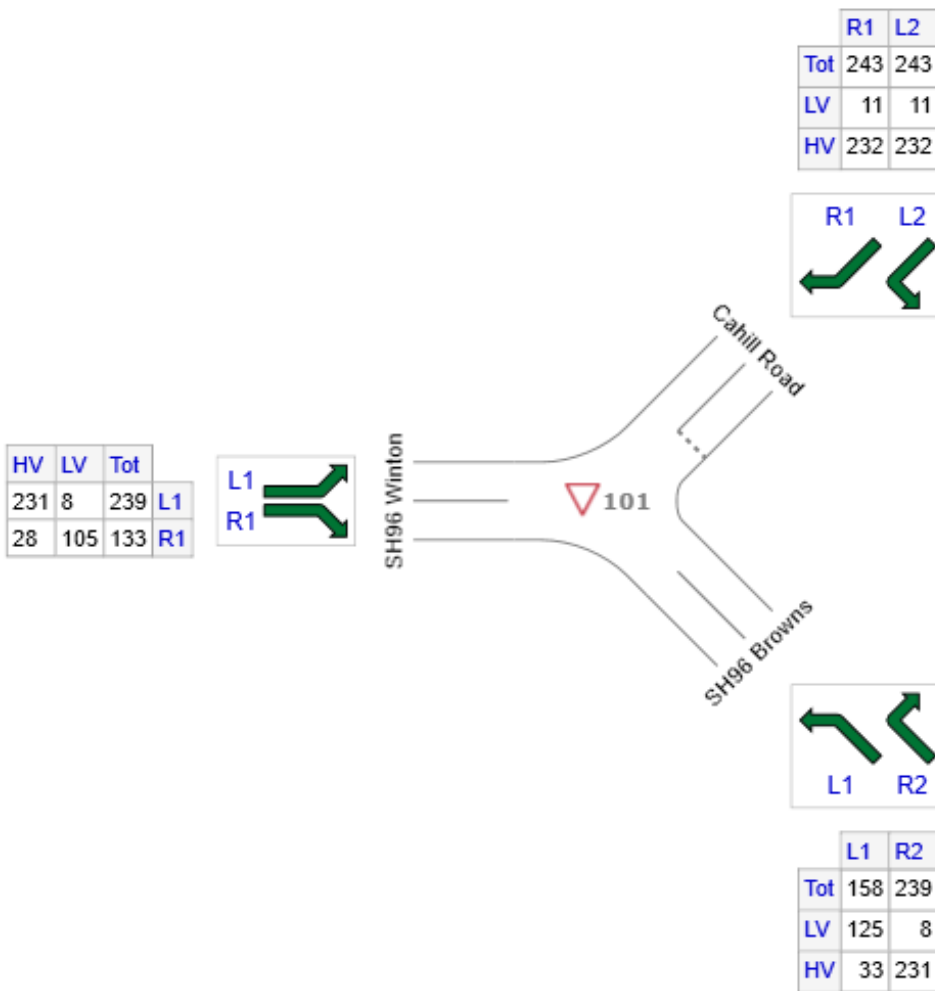 R1 L2
Tot 243 243
LV 11 11
HV 232 232
R1 L2
Cahill Road
HV LV Tot
231 8 239 L1
28 105 133 R1
L1
R1
SH96 Winton
101
SH96 Browns
L1 R2
L1 R2
Tot 158 239
LV 125 8
HV 33 231